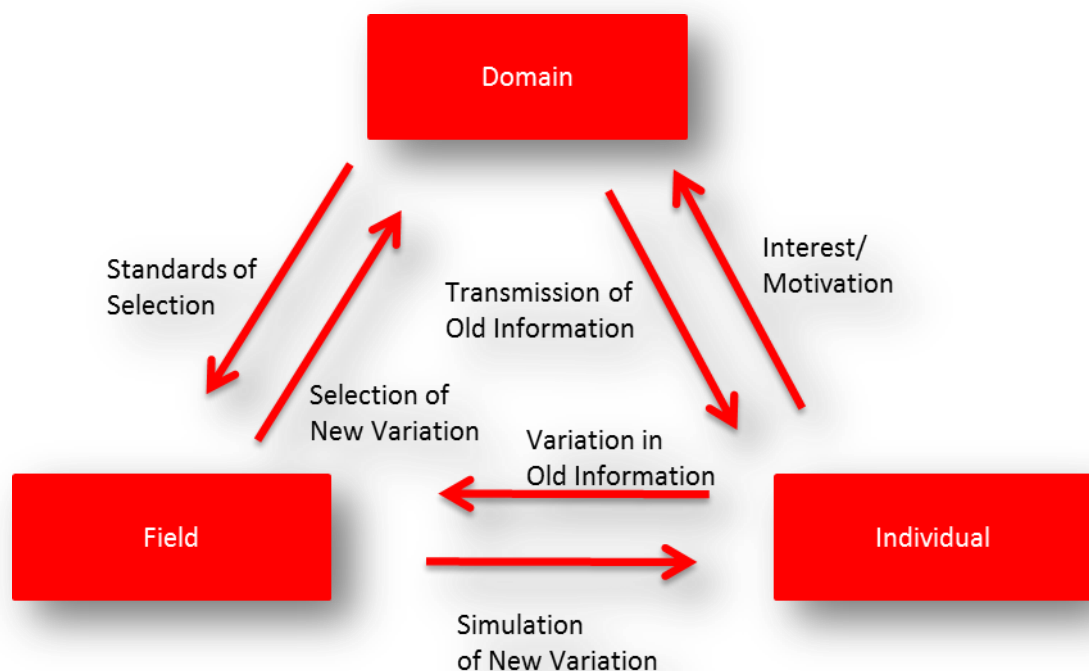 Domain
Interest/
Motivation
Standards of
Selection
Transmission of
Old Information
Selection of
New Variation
Variation in
Old Information
Field
Individual
Simulation
of New Variation